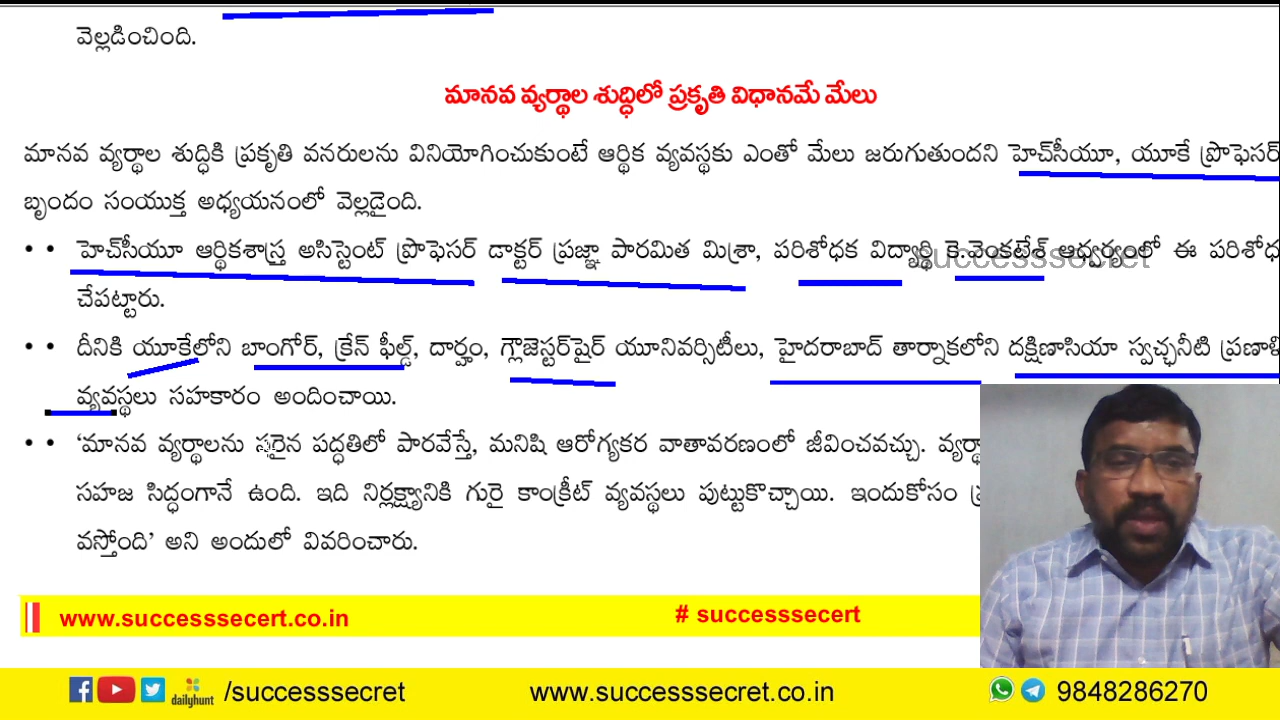 వెల్లడించింది.
మానవ వ్యర్థాల శుద్ధిలో ప్రకృతి విధానమే మేలు
మానవ వ్యర్థాల శుద్ధికి ప్రకృతి వనరులను వినియోగించుకుంటే ఆర్థిక వ్యవస్థకు ఎంతో మేలు జరుగుతుందని హెచ్‌సీయూ, యూకే ప్రొఫెసర్
బృందం సంయుక్త అధ్యయనంలో వెల్లడైంది.
• • హెచ్‌సీయూ ఆర్థికశాస్త్ర అసిస్టెంట్ ప్రొఫెసర్ డాక్టర్ ప్రజ్ఞా పారమిత మిశ్రా, పరిశోధక విద్యార్థి కె.వెంకటేశ్ ఆధ్వర్యంలో ఈ పరిశోధ
successsecret
చేపట్టారు.
• • దీనికి యూకేలోని బాంగోర్, క్రేన్ ఫీల్డ్, దార్హం, గ్లౌజెస్టర్‌షైర్ యూనివర్సిటీలు, హైదరాబాద్ తార్నాకలోని దక్షిణాసియా స్వచ్ఛనీటి ప్రణాళి
వ్యవస్థలు సహకారం అందించాయి.
• • ‘మానవ వ్యర్థాలను సరైన పద్ధతిలో పారవేస్తే, మనిషి ఆరోగ్యకర వాతావరణంలో జీవించవచ్చు. వ్యర్థా
సహజ సిద్ధంగానే ఉంది. ఇది నిర్లక్ష్యానికి గురై కాంక్రీట్ వ్యవస్థలు పుట్టుకొచ్చాయి. ఇందుకోసం
వస్తోంది’ అని అందులో వివరించారు.
www.successsecert.co.in # successsecert
dailyhunt /successsecret www.successsecret.co.in 9848286270